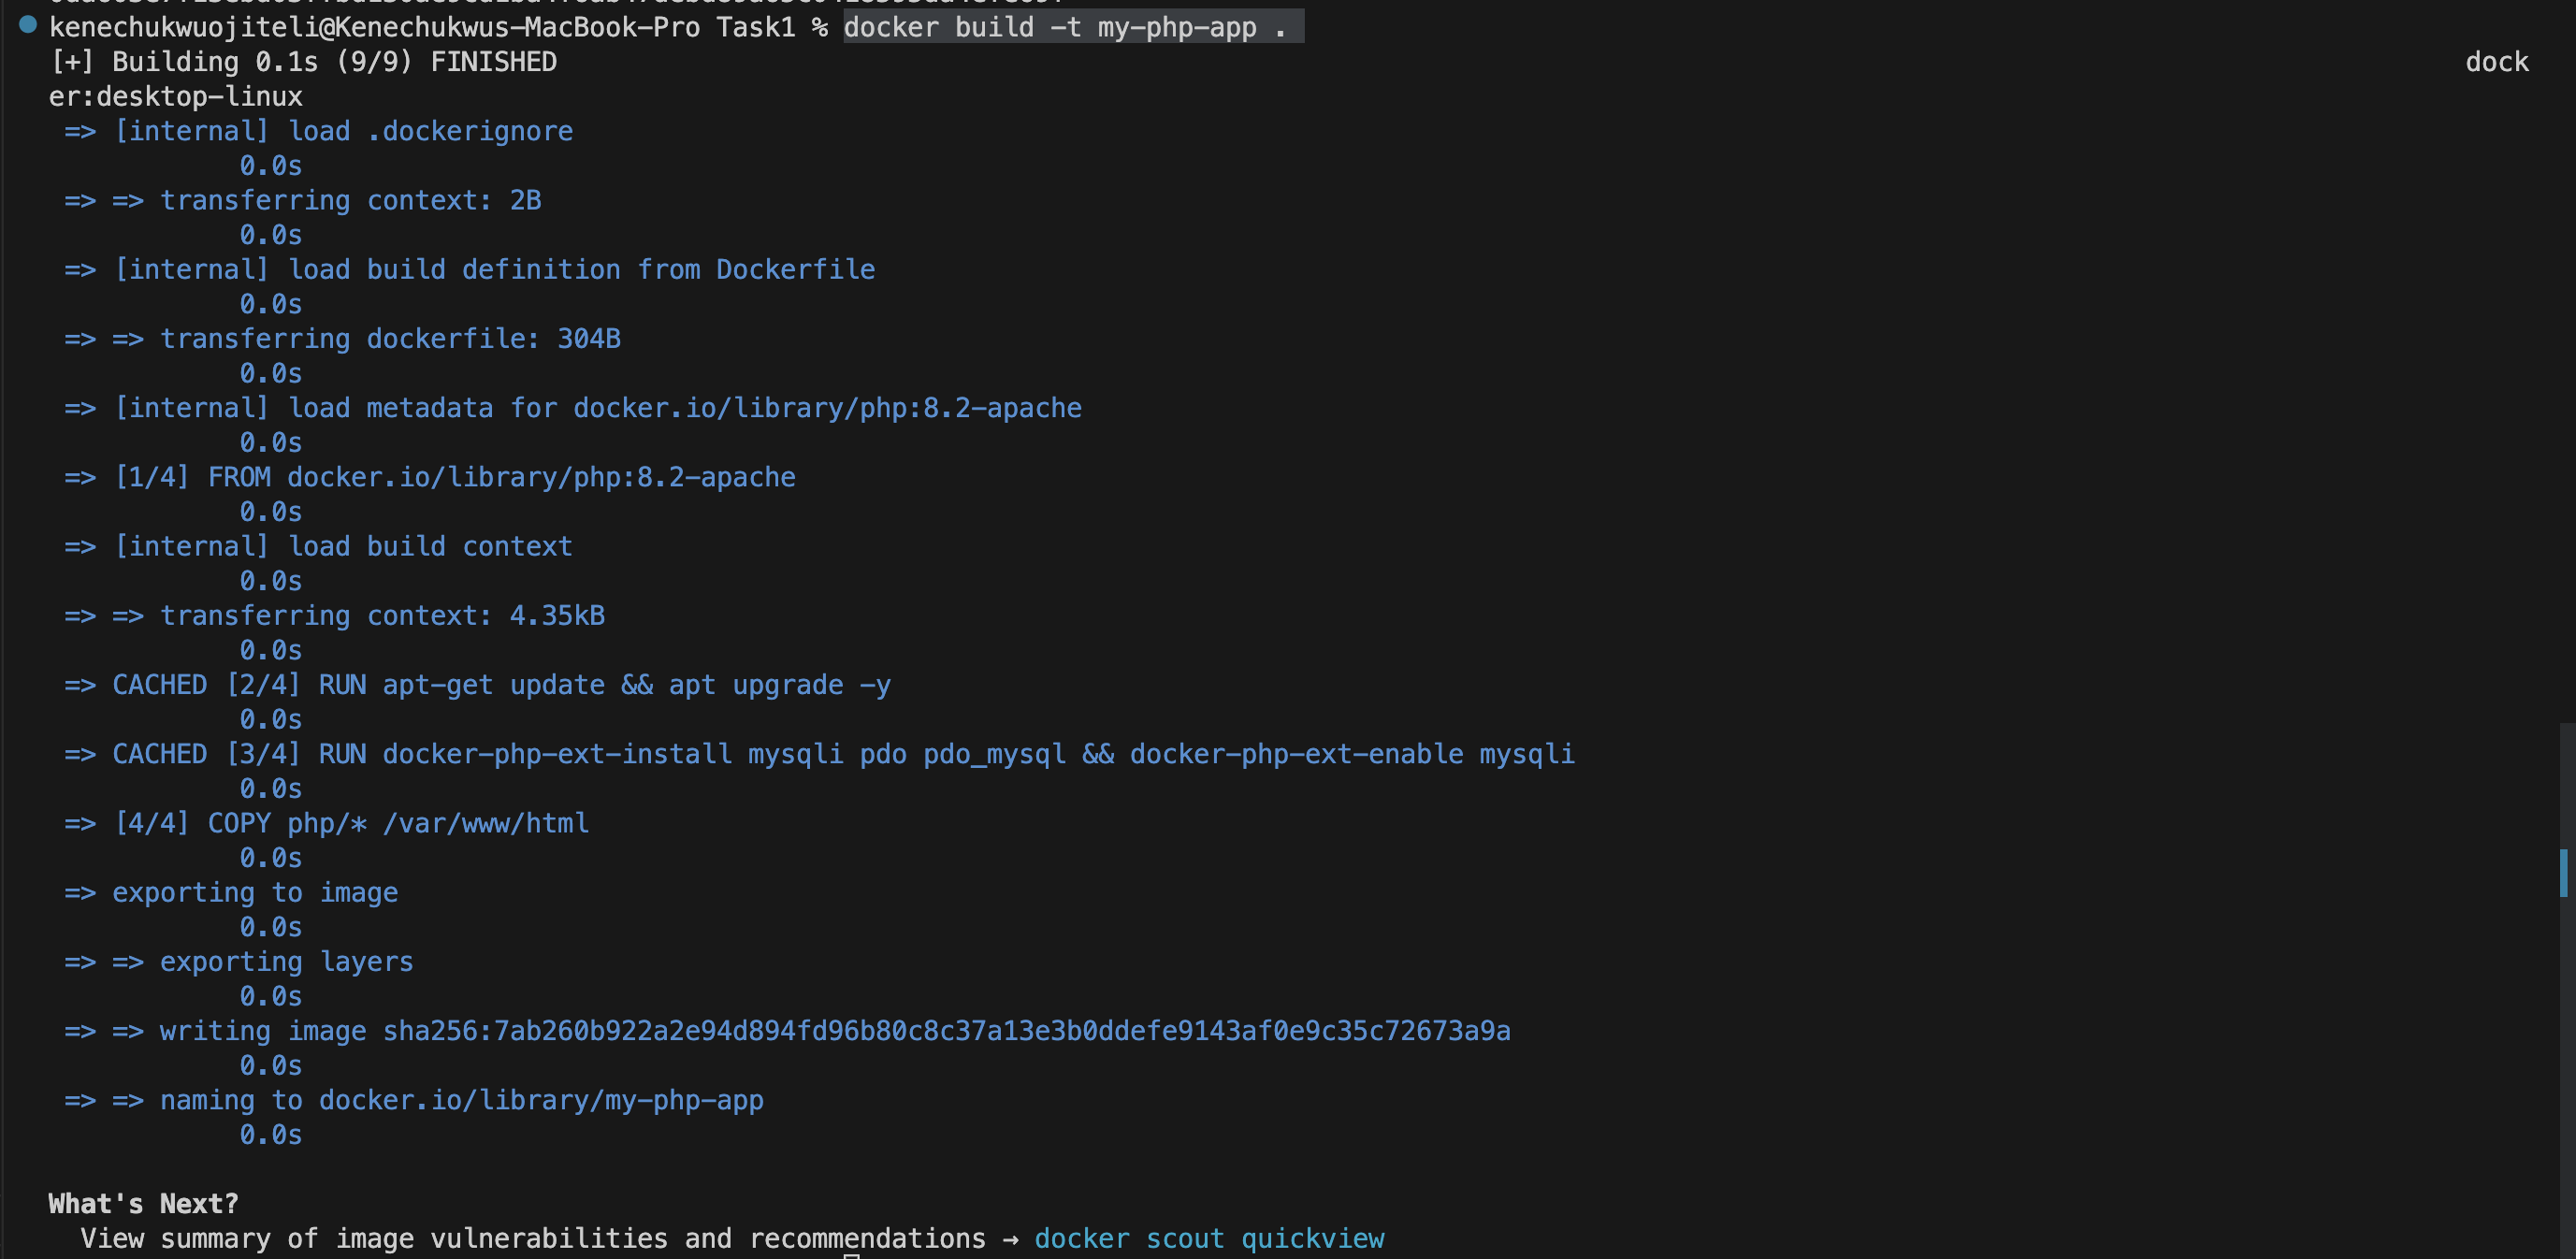 kenechukwuojiteli@Kenechukwus-MacBook-Pro Task1 % docker build -t my-php-app .
[+] Building 0.1s (9/9) FINISHED dock
er:desktop-linux
=> [internal] load .dockerignore
0.0s
=> => transferring context: 2B
0.0s
=> [internal] load build definition from Dockerfile
0.0s
=> => transferring dockerfile: 304B
0.0s
=> [internal] load metadata for docker.io/library/php:8.2-apache
0.0s
=> [1/4] FROM docker.io/library/php:8.2-apache
0.0s
=> [internal] load build context
0.0s
=> => transferring context: 4.35kB
0.0s
=> CACHED [2/4] RUN apt-get update && apt upgrade -y
0.0s
=> CACHED [3/4] RUN docker-php-ext-install mysqli pdo pdo_mysql && docker-php-ext-enable mysqli
0.0s
=> [4/4] COPY php/* /var/www/html
0.0s
=> exporting to image
0.0s
=> => exporting layers
0.0s
=> => writing image sha256:7ab260b922a2e94d894fd96b80c8c37a13e3b0ddefe9143af0e9c35c72673a9a
0.0s
=> => naming to docker.io/library/my-php-app
0.0s
What's Next?
View summary of image vulnerabilities and recommendations → docker scout quickview